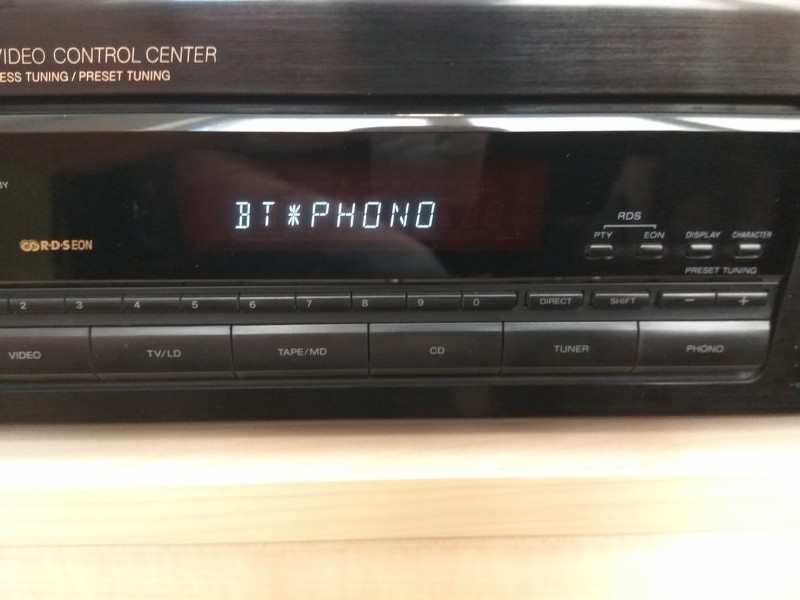 VIDEO CONTROL CENTER
ESS TUNING / PRESET TUNING
BY
BT*PHONO
R·D·S EON
RDS
PTY EON DISPLAY CHARACTER
PRESET TUNING
2 3 4 5 6 7 8 9 0 DIRECT SHIFT − +
VIDEO TV/LD TAPE/MD CD TUNER PHONO